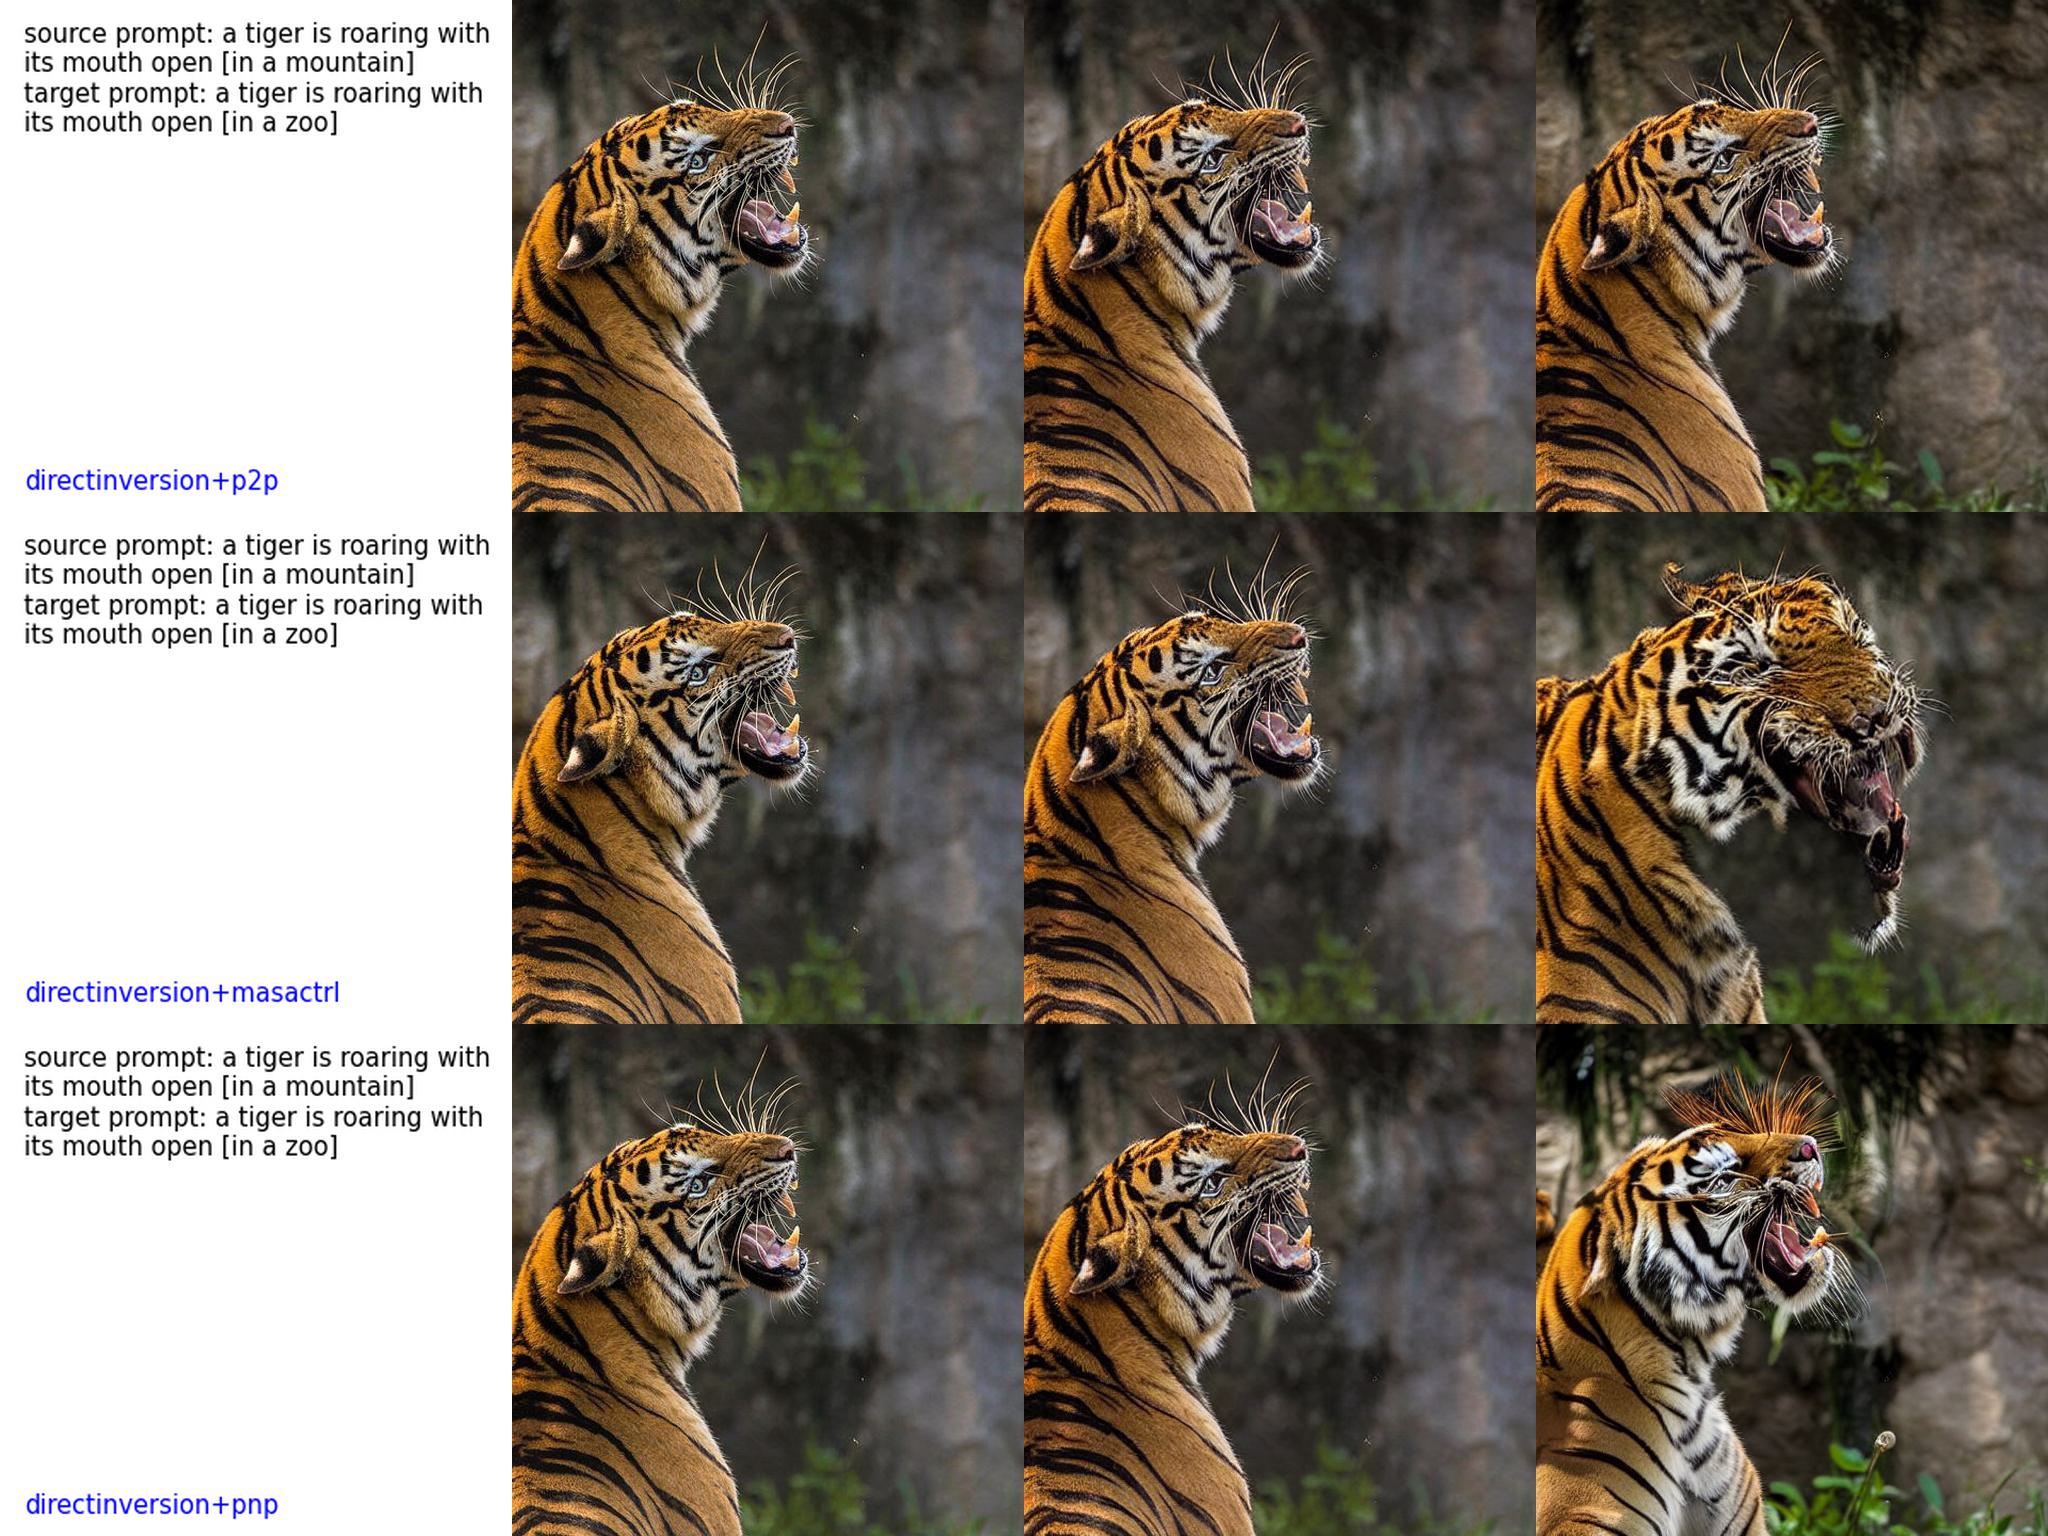 source prompt: a tiger is roaring with
its mouth open [in a mountain]
target prompt: a tiger is roaring with
its mouth open [in a zoo]
directinversion+p2p
source prompt: a tiger is roaring with
its mouth open [in a mountain]
target prompt: a tiger is roaring with
its mouth open [in a zoo]
directinversion+masactrl
source prompt: a tiger is roaring with
its mouth open [in a mountain]
target prompt: a tiger is roaring with
its mouth open [in a zoo]
directinversion+pnp